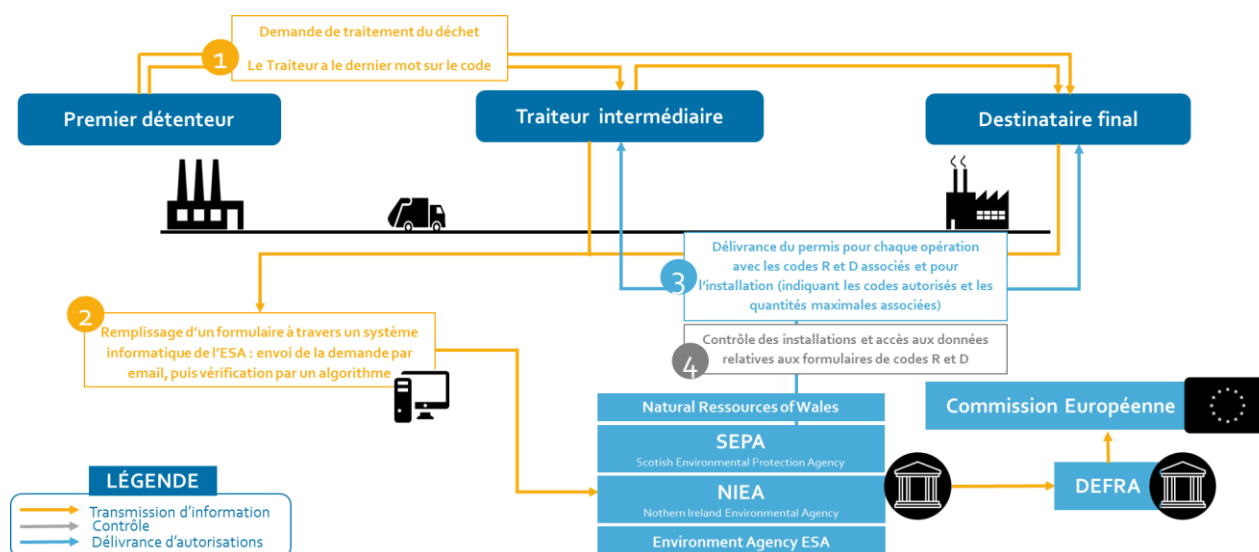 Demande de traitement du déchet
1
Le Traiteur a le dernier mot sur le code
Premier détenteur
Traiteur intermédiaire
Destinataire final
3
Délivrance du permis pour chaque opération
avec les codes R et D associés et pour
l'installation (indiquant les codes autorisés et les
quantités maximales associées)
2
Remplissage d'un formulaire à travers un système
informatique de l'ESA : envoi de la demande par
email, puis vérification par un algorithme
4
Contrôle des installations et accès aux données
relatives aux formulaires de codes R et D
Natural Ressources of Wales
SEPA
Scotish Environmental Protection Agency
NIEA
Nothern Ireland Environmental Agency
Environment Agency ESA
Commission Européenne
DEFRA
LÉGENDE
Transmission d'information
Contrôle
Délivrance d'autorisations